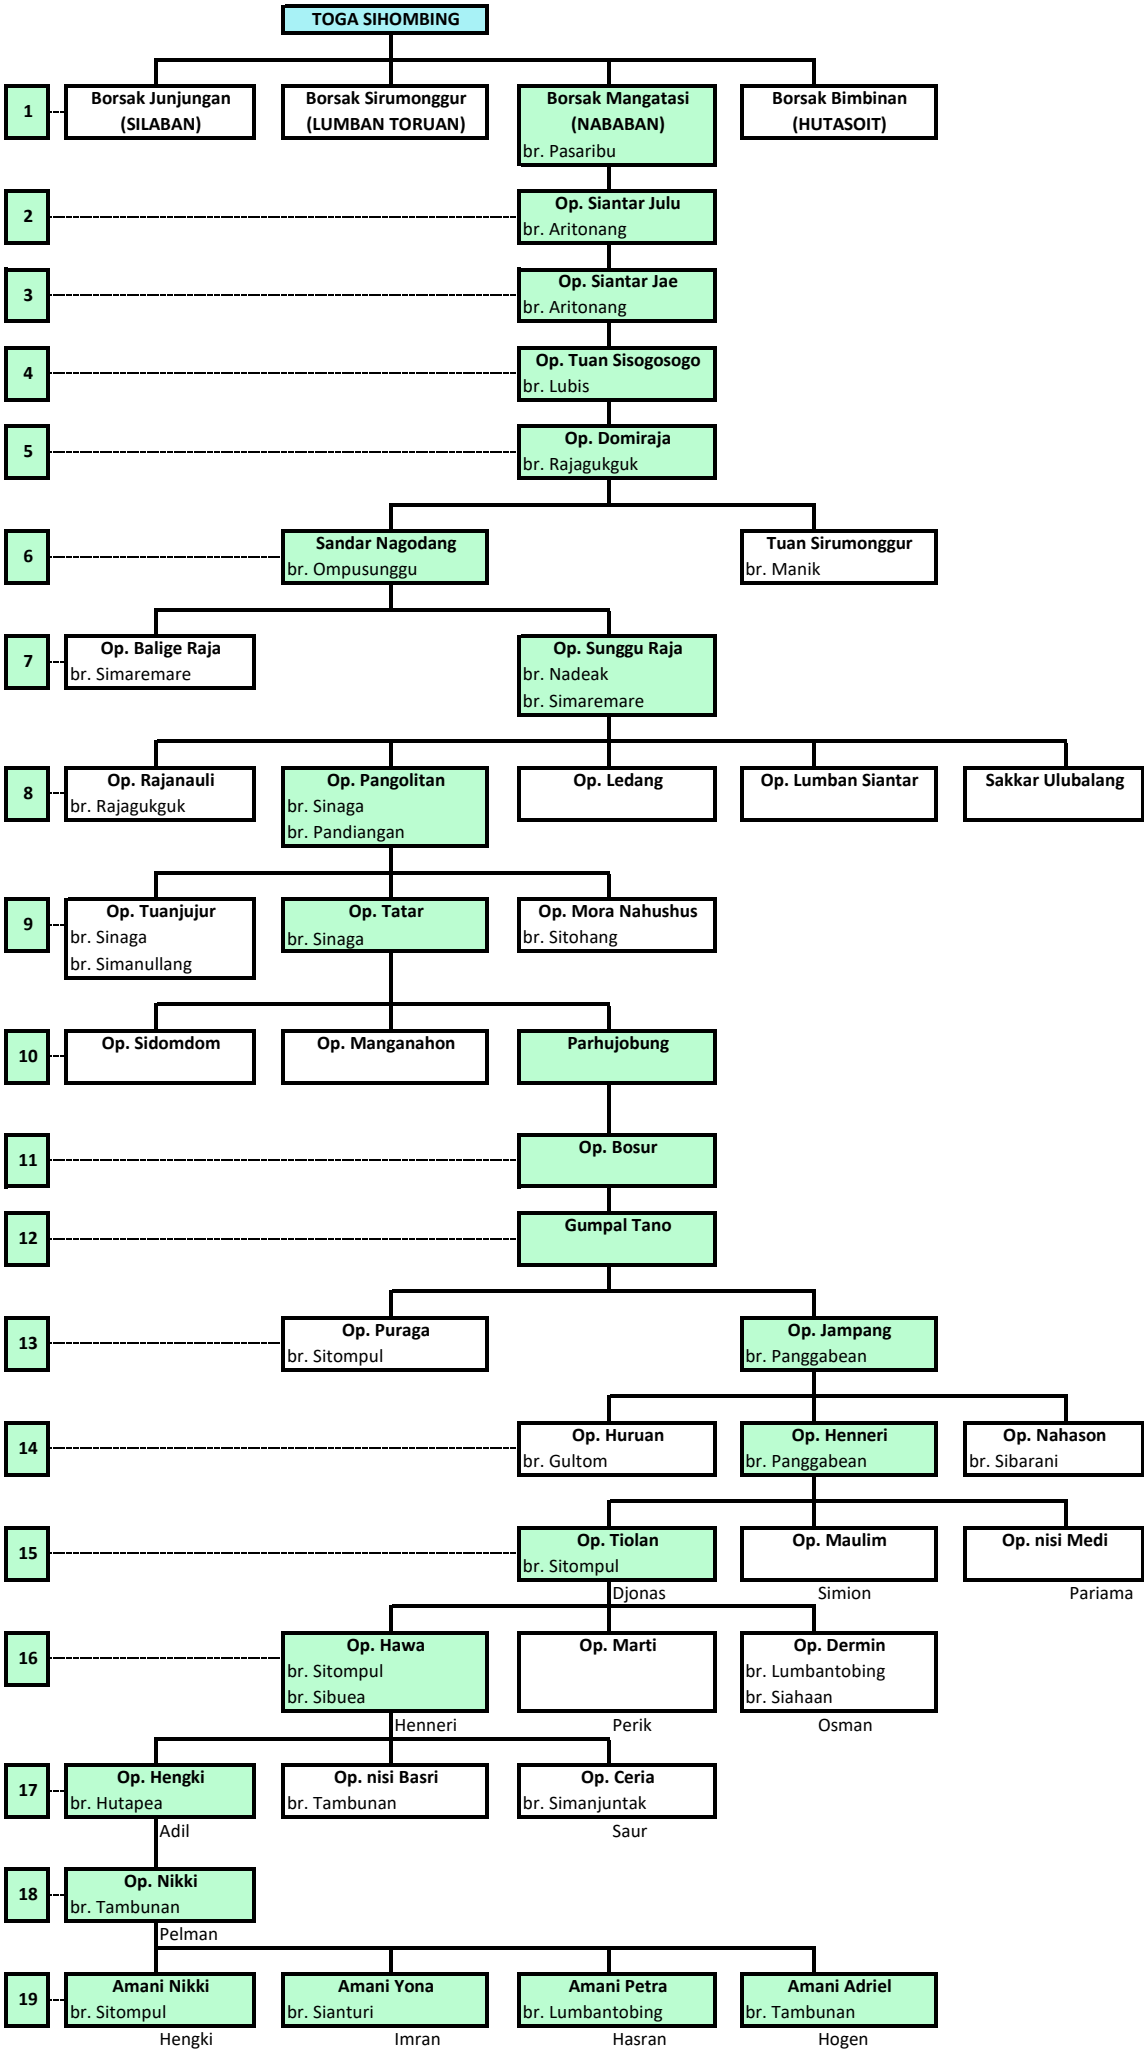 TOGA SIHOMBING
1
Borsak Junjungan
(SILABAN)
Borsak Sirumonggur
(LUMBAN TORUAN)
Borsak Mangatasi
(NABABAN)
br. Pasaribu
Borsak Bimbinan
(HUTASOIT)
2
Op. Siantar Julu
br. Aritonang
3
Op. Siantar Jae
br. Aritonang
4
Op. Tuan Sisogosogo
br. Lubis
5
Op. Domiraja
br. Rajagukguk
6
Sandar Nagodang
br. Ompusunggu
Tuan Sirumonggur
br. Manik
7
Op. Balige Raja
br. Simaremare
Op. Sunggu Raja
br. Nadeak
br. Simaremare
8
Op. Rajanauli
br. Rajagukguk
Op. Pangolitan
br. Sinaga
br. Pandiangan
Op. Ledang
Op. Lumban Siantar
Sakkar Ulubalang
9
Op. Tuanjujur
br. Sinaga
br. Simanullang
Op. Tatar
br. Sinaga
Op. Mora Nahushus
br. Sitohang
10
Op. Sidomdom
Op. Manganahon
Parhujobung
11
Op. Bosur
12
Gumpal Tano
13
Op. Puraga
br. Sitompul
Op. Jampang
br. Panggabean
14
Op. Huruan
br. Gultom
Op. Henneri
br. Panggabean
Op. Nahason
br. Sibarani
15
Op. Tiolan
br. Sitompul
Djonas
Op. Maulim
Simion
Op. nisi Medi
Pariama
16
Op. Hawa
br. Sitompul
br. Sibuea
Henneri
Op. Marti
Perik
Op. Dermin
br. Lumbantobing
br. Siahaan
Osman
17
Op. Hengki
br. Hutapea
Adil
Op. nisi Basri
br. Tambunan
Op. Ceria
br. Simanjuntak
Saur
18
Op. Nikki
br. Tambunan
Pelman
19
Amani Nikki
br. Sitompul
Hengki
Amani Yona
br. Sianturi
Imran
Amani Petra
br. Lumbantobing
Hasran
Amani Adriel
br. Tambunan
Hogen